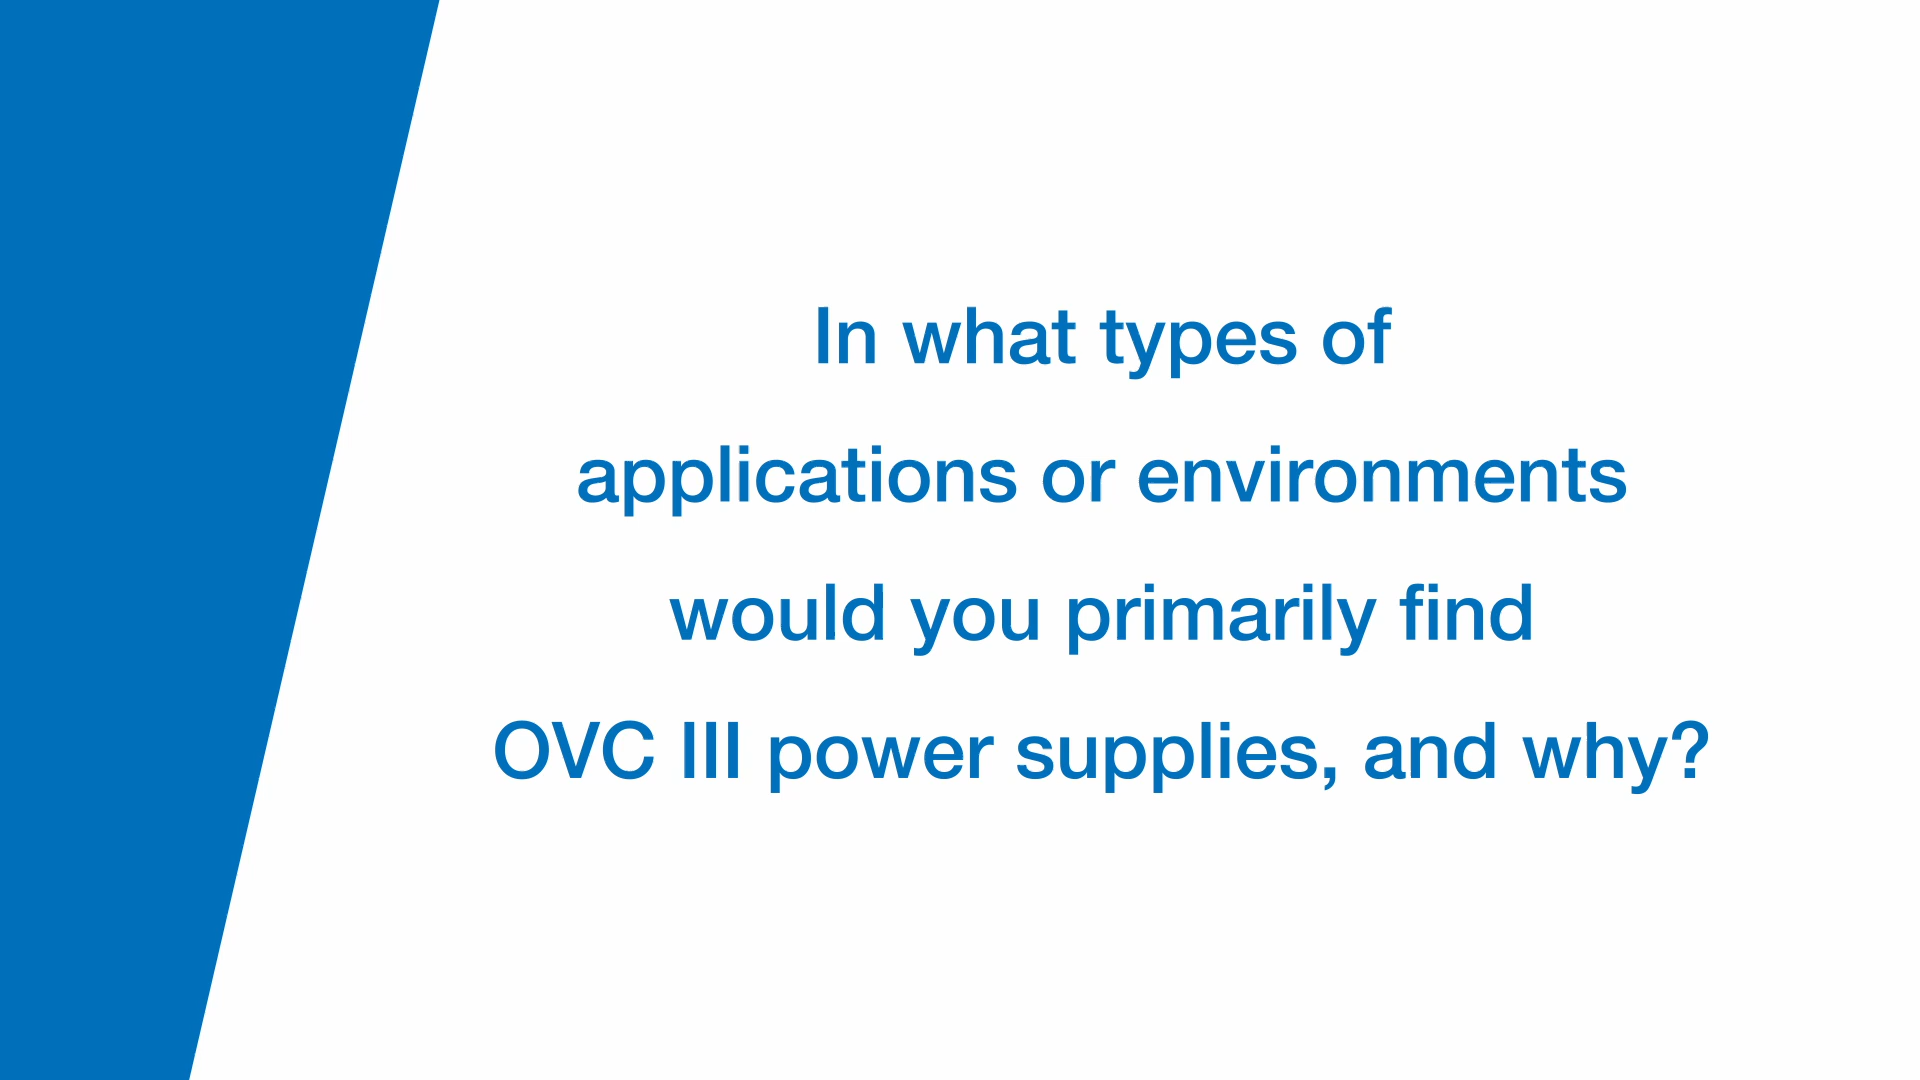 In what types of
applications or environments
would you primarily find
OVC III power supplies, and why?